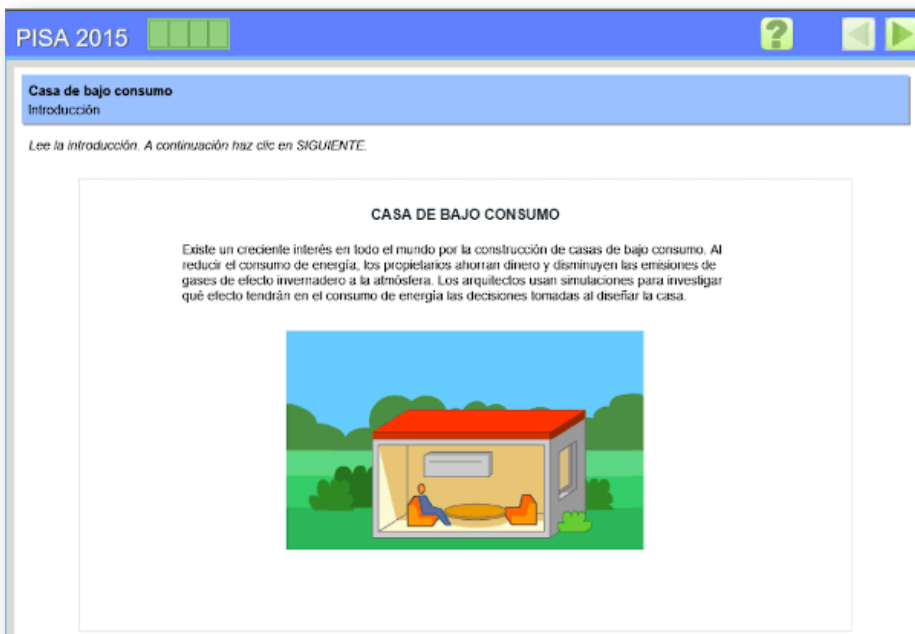 PISA 2015
?
Casa de bajo consumo
Introducción
Lee la introducción. A continuación haz clic en SIGUIENTE.
CASA DE BAJO CONSUMO
Existe un creciente interés en todo el mundo por la construcción de casas de bajo consumo. Al
reducir el consumo de energía, los propietarios ahorran dinero y disminuyen las emisiones de
gases de efecto invernadero a la atmósfera. Los arquitectos usan simulaciones para investigar
qué efecto tendrán en el consumo de energía las decisiones tomadas al diseñar la casa.